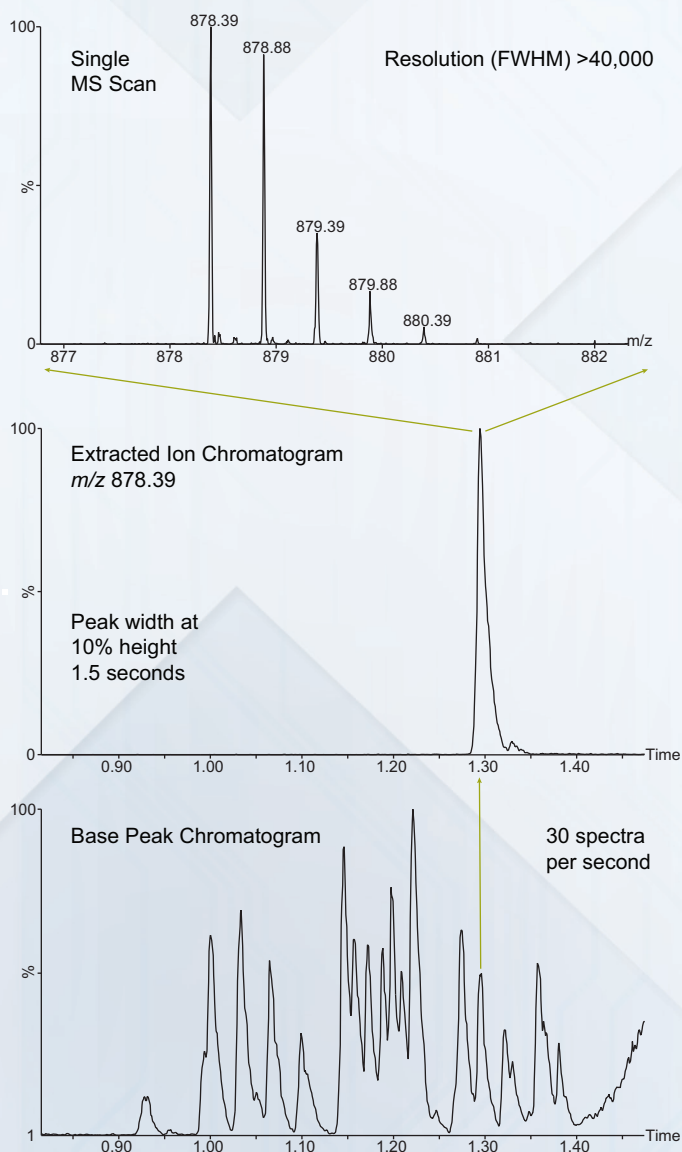 100
878.39
878.88
Single
MS Scan
Resolution (FWHM) >40,000
%
879.39
879.88
880.39
0
m/z
877 878 879 880 881 882
100
Extracted Ion Chromatogram
m/z 878.39
%
Peak width at
10% height
1.5 seconds
0
Time
0.90 1.00 1.10 1.20 1.30 1.40
100
Base Peak Chromatogram
30 spectra
per second
%
1
Time
0.90 1.00 1.10 1.20 1.30 1.40